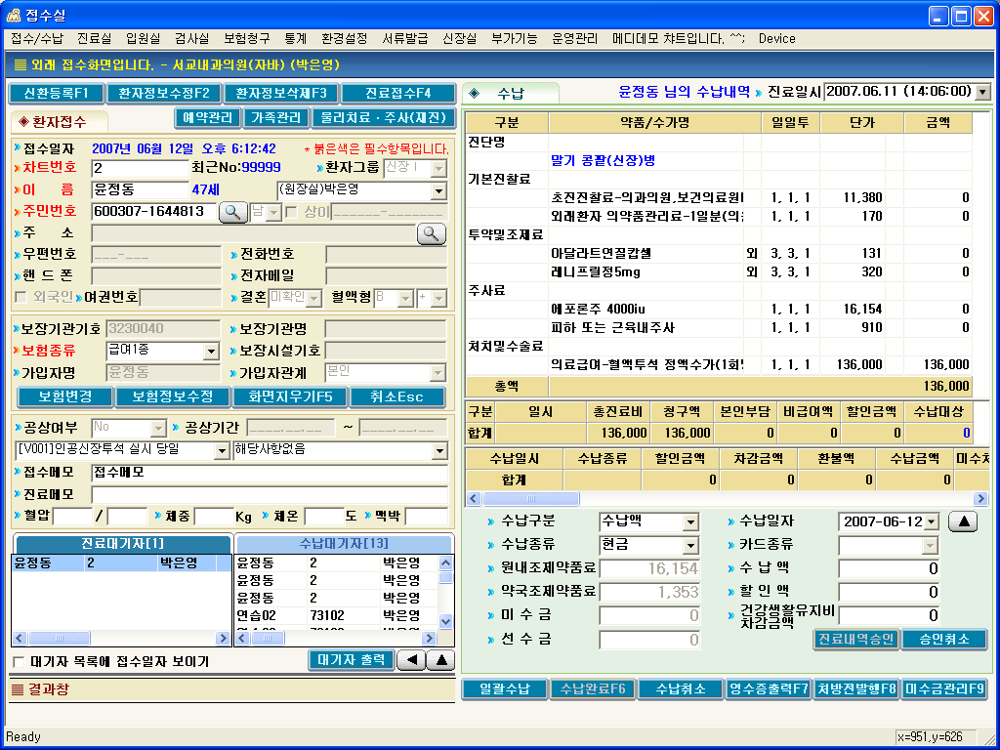 접수실
접수/수납 진료실 입원실 검사실 보험청구 통계 환경설정 서류발급 신장실 부가기능 운영관리 메디데모 챠트입니다. ^^; Device
외래 접수화면입니다. - 서교내과의원(자바) (박은영)
신환등록F1 환자정보수정F2 환자정보삭제F3 진료접수F4
환자접수 예약관리 가족관리 물리치료·주사(제진)
접수일자 2007년 06월 12일 오후 6:12:42 * 붉은색은 필수항목입니다.
차트번호 2 최근No:99999 환자그룹 신장ㅣ
이 름 윤정동 47세 (원장실)박은영
주민번호 600307-1644813 남 상이 ______-_______
주 소
우편번호 ___-___ 전화번호
핸 드 폰 전자메일
외국인 여권번호 결혼 미확인 혈액형 B +
보장기관기호 3230040 보장기관명
보험종류 급여1종 보장시설기호
가입자명 윤정동 가입자관계 본인
보험변경 보험정보수정 화면지우기F5 취소Esc
공상여부 No 공상기간 ____.__.__ ~ ____.__.__
[V001]인공신장투석 실시 당일 해당사항없음
접수메모 접수메모
진료메모
혈압 / 체중 Kg 체온 도 맥박
진료대기자[1] 수납대기자[13]
윤정동 2 박은영 윤정동 2 박은영
윤정동 2 박은영
윤정동 2 박은영
연습02 73102 박은영
대기자 목록에 접수일자 보이기 대기자 출력
결과창
수납 윤정동 님의 수납내역 진료일시 2007.06.11 (14:06:00)
구분 약품/수가명 일일투 단가 금액
진단명
말기 콩팥(신장)병
기본진찰료
초진진찰료-의과의원,보건의료원 1, 1, 1 11,380 0
외래환자 의약품관리료-1일분(의 1, 1, 1 170 0
투약및조제료
아달라트연질캅셀 외 3, 3, 1 131 0
레니프릴정5mg 외 3, 3, 1 320 0
주사료
에포론주 4000iu 1, 1, 1 16,154 0
피하 또는 근육내주사 1, 1, 1 910 0
처치및수술료
의료급여-혈액투석 정액수가(1회 1, 1, 1 136,000 136,000
총액 136,000
구분 일시 총진료비 청구액 본인부담 비급여액 할인금액 수납대상
합계 136,000 136,000 0 0 0 0
수납일시 수납종류 할인금액 차감금액 환불액 수납금액 미수차
합계 0 0 0 0
수납구분 수납액 수납일자 2007-06-12
수납종류 현금 카드종류
원내조제약품료 16,154 수 납 액 0
약국조제약품료 1,353 할 인 액 0
미 수 금 0 건강생활유지비 차감금액 0
선 수 금 0 진료내역승인 승인취소
일괄수납 수납완료F6 수납취소 영수증출력F7 처방전발행F8 미수금관리F9
Ready x=951,y=626